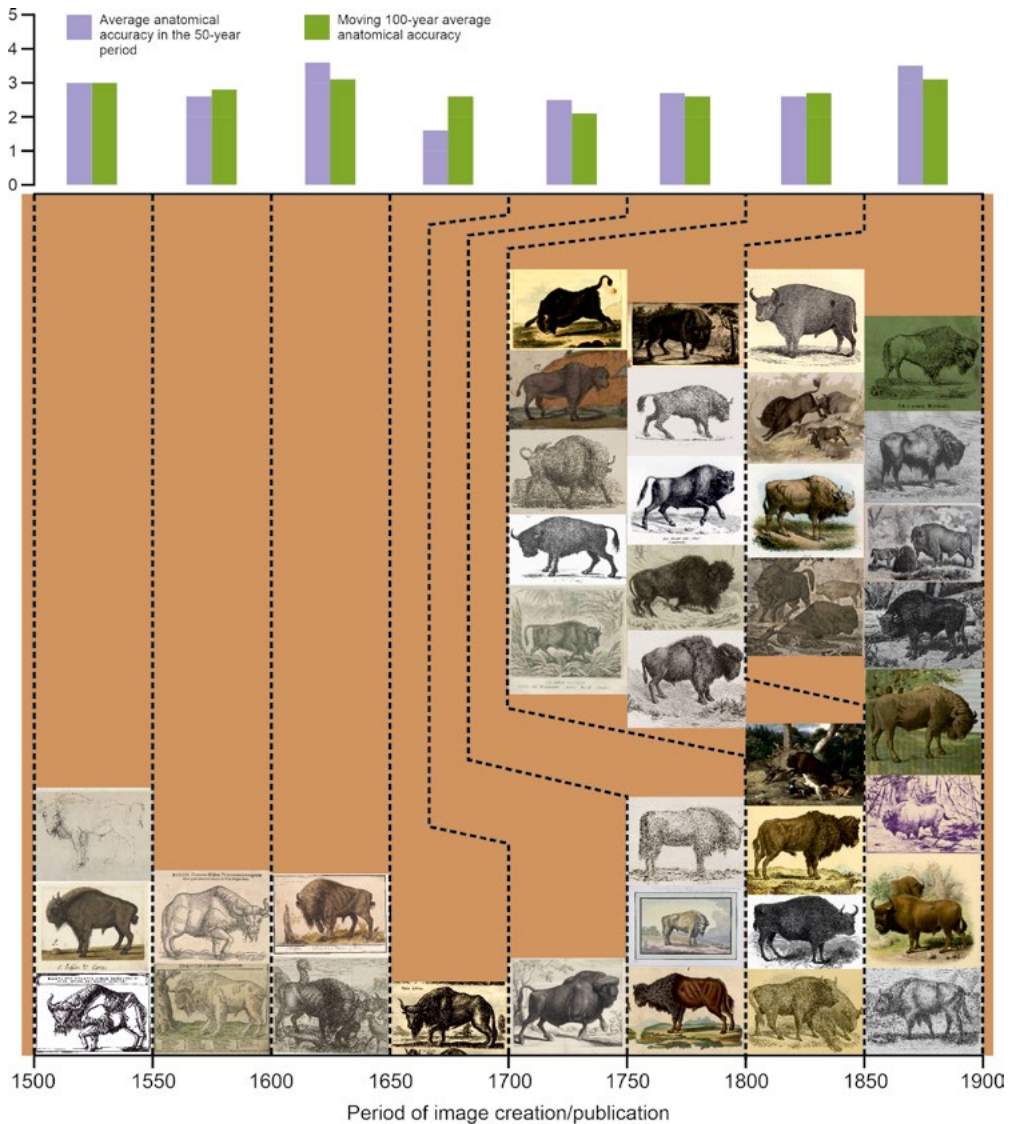 5
4
3
2
1
0
Average anatomical
accuracy in the 50-year
period
Moving 100-year average
anatomical accuracy
1500
1550
1600
1650
1700
1750
1800
1850
1900
Period of image creation/publication